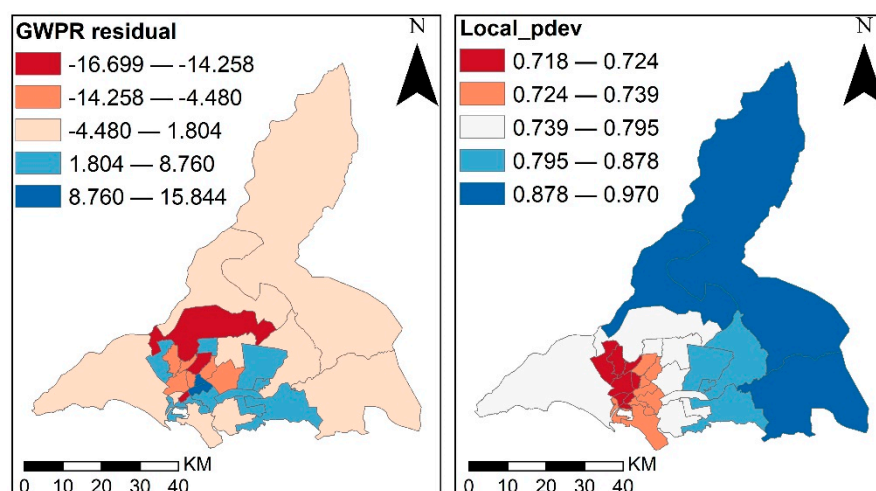 GWPR residual
N
-16.699 — -14.258
-14.258 — -4.480
-4.480 — 1.804
1.804 — 8.760
8.760 — 15.844
KM
0 10 20 30 40
Local_pdev
N
0.718 — 0.724
0.724 — 0.739
0.739 — 0.795
0.795 — 0.878
0.878 — 0.970
KM
0 10 20 30 40